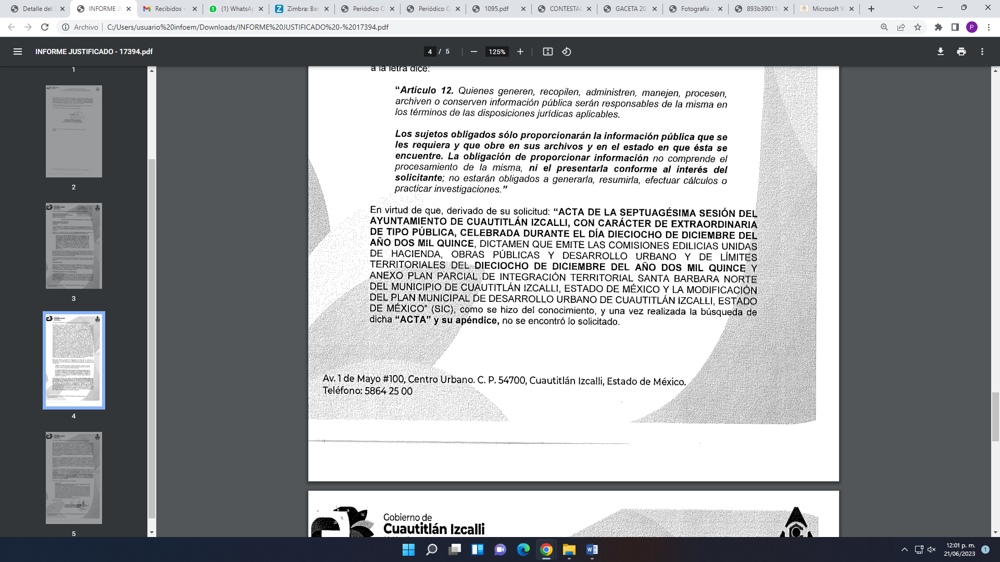 Detalle del S
INFORME JU
Recibidos -
(1) WhatsAp
Zimbra: Ban
Periódico O
Periódico O
1095.pdf
CONTESTAC
GACETA 20
Fotografía d
893b39011
Microsoft W
Archivo
C:/Users/usuario%20infoem/Downloads/INFORME%20JUSTIFICADO%20-%2017394.pdf
P
INFORME JUSTIFICADO - 17394.pdf
4 / 5
125%
1
2
3
4
5
a la letra dice:
“Artículo 12. Quienes generen, recopilen, administren, manejen, procesen,
archiven o conserven información pública serán responsables de la misma en
los términos de las disposiciones jurídicas aplicables.
Los sujetos obligados sólo proporcionarán la información pública que se
les requiera y que obre en sus archivos y en el estado en que ésta se
encuentre. La obligación de proporcionar información no comprende el
procesamiento de la misma, ni el presentarla conforme al interés del
solicitante; no estarán obligados a generarla, resumirla, efectuar cálculos o
practicar investigaciones.”
En virtud de que, derivado de su solicitud: “ACTA DE LA SEPTUAGÉSIMA SESIÓN DEL
AYUNTAMIENTO DE CUAUTITLÁN IZCALLI, CON CARÁCTER DE EXTRAORDINARIA
DE TIPO PÚBLICA, CELEBRADA DURANTE EL DÍA DIECIOCHO DE DICIEMBRE DEL
AÑO DOS MIL QUINCE, DICTAMEN QUE EMITE LAS COMISIONES EDILICIAS UNIDAS
DE HACIENDA, OBRAS PÚBLICAS Y DESARROLLO URBANO Y DE LÍMITES
TERRITORIALES DEL DIECIOCHO DE DICIEMBRE DEL AÑO DOS MIL QUINCE Y
ANEXO PLAN PARCIAL DE INTEGRACIÓN TERRITORIAL SANTA BARBARA NORTE
DEL MUNICIPIO DE CUAUTITLÁN IZCALLI, ESTADO DE MÉXICO Y LA MODIFICACIÓN
DEL PLAN MUNICIPAL DE DESARROLLO URBANO DE CUAUTITLÁN IZCALLI, ESTADO
DE MÉXICO” (SIC), como se hizo del conocimiento, y una vez realizada la búsqueda de
dicha “ACTA” y su apéndice, no se encontró lo solicitado.
Av. 1 de Mayo #100, Centro Urbano. C. P. 54700, Cuautitlán Izcalli, Estado de México.
Teléfono: 5864 25 00
Gobierno de
Cuautitlán Izcalli
12:01 p. m.
21/06/2023
1